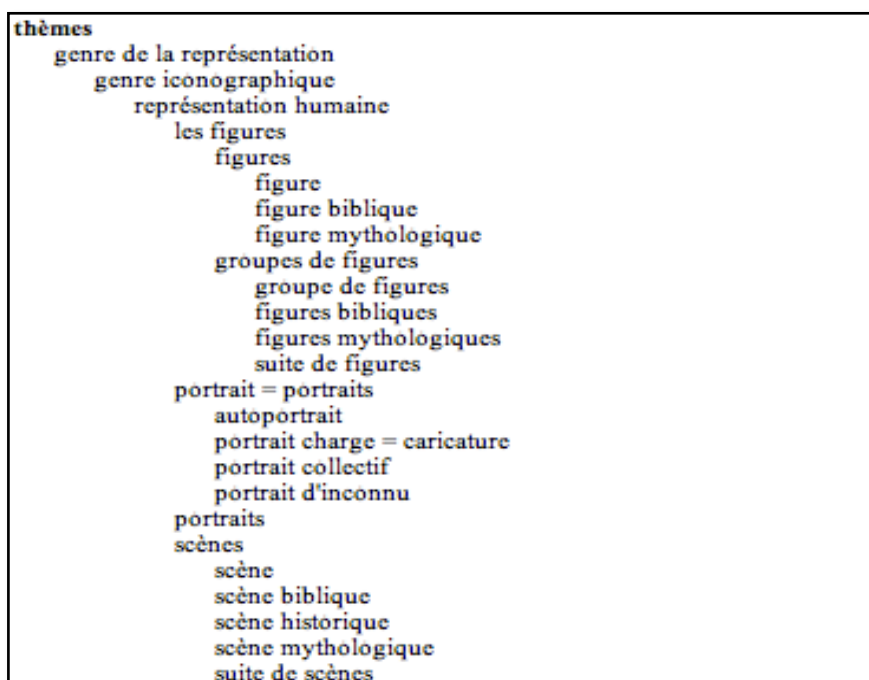 thèmes
genre de la représentation
genre iconographique
représentation humaine
les figures
figures
figure
figure biblique
figure mythologique
groupes de figures
groupe de figures
figures bibliques
figures mythologiques
suite de figures
portrait = portraits
autoportrait
portrait charge = caricature
portrait collectif
portrait d'inconnu
portraits
scènes
scène
scène biblique
scène historique
scène mythologique
suite de scènes